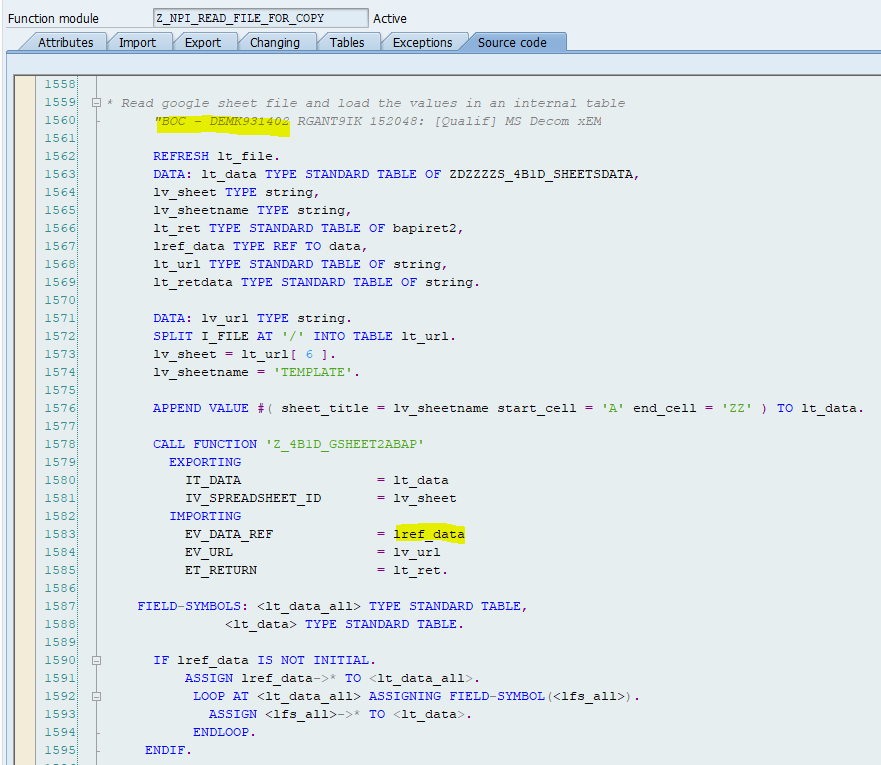 Function module Z_NPI_READ_FILE_FOR_COPY Active
Attributes Import Export Changing Tables Exceptions Source code
1558
1559 * Read google sheet file and load the values in an internal table
1560 "BOC - DEMK931402 RGANT9IK 152048: [Qualif] MS Decom xEM
1561
1562 REFRESH lt_file.
1563 DATA: lt_data TYPE STANDARD TABLE OF ZDZZZZS_4B1D_SHEETSDATA,
1564 lv_sheet TYPE string,
1565 lv_sheetname TYPE string,
1566 lt_ret TYPE STANDARD TABLE OF bapiret2,
1567 lref_data TYPE REF TO data,
1568 lt_url TYPE STANDARD TABLE OF string,
1569 lt_retdata TYPE STANDARD TABLE OF string.
1570
1571 DATA: lv_url TYPE string.
1572 SPLIT I_FILE AT '/' INTO TABLE lt_url.
1573 lv_sheet = lt_url[ 6 ].
1574 lv_sheetname = 'TEMPLATE'.
1575
1576 APPEND VALUE #( sheet_title = lv_sheetname start_cell = 'A' end_cell = 'ZZ' ) TO lt_data.
1577
1578 CALL FUNCTION 'Z_4B1D_GSHEET2ABAP'
1579 EXPORTING
1580 IT_DATA = lt_data
1581 IV_SPREADSHEET_ID = lv_sheet
1582 IMPORTING
1583 EV_DATA_REF = lref_data
1584 EV_URL = lv_url
1585 ET_RETURN = lt_ret.
1586
1587 FIELD-SYMBOLS: <lt_data_all> TYPE STANDARD TABLE,
1588 <lt_data> TYPE STANDARD TABLE.
1589
1590 IF lref_data IS NOT INITIAL.
1591 ASSIGN lref_data->* TO <lt_data_all>.
1592 LOOP AT <lt_data_all> ASSIGNING FIELD-SYMBOL(<lfs_all>).
1593 ASSIGN <lfs_all>->* TO <lt_data>.
1594 ENDLOOP.
1595 ENDIF.